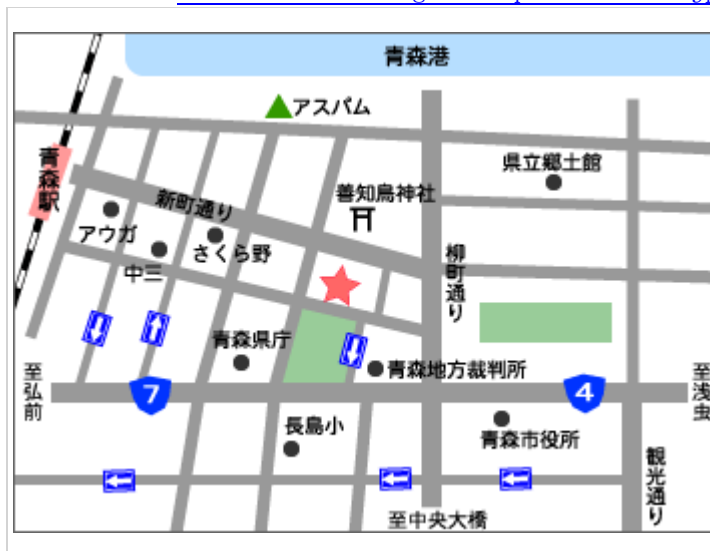 青森港
アスパム
県立郷土館
青森駅
善知鳥神社
新町通り
アウガ
さくら野
中三
柳町通り
青森県庁
青森地方裁判所
至弘前
7
4
至浅虫
長島小
青森市役所
観光通り
至中央大橋